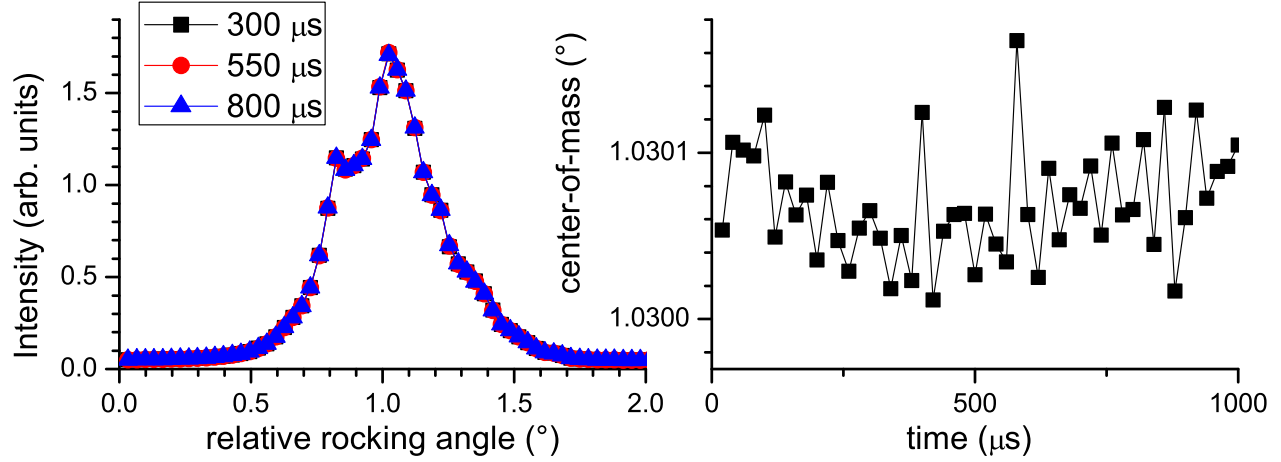 300 μs
550 μs
800 μs
Intensity (arb. units)
1.5
1.0
0.5
0.0
0.0 0.5 1.0 1.5 2.0
relative rocking angle (°)
center-of-mass (°)
1.0301
1.0300
0 500 1000
time (μs)